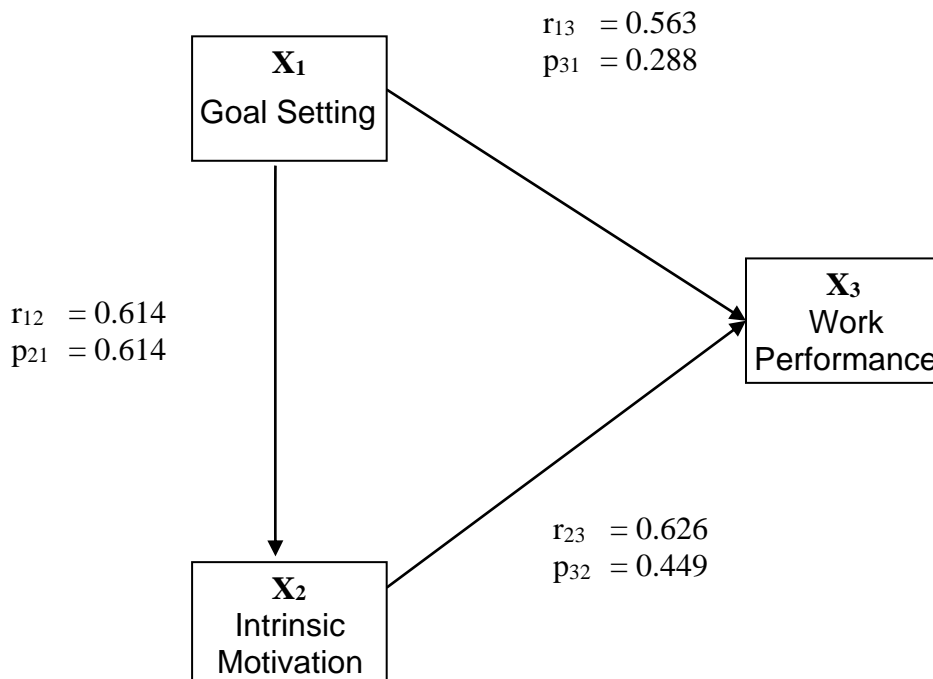 r13 = 0.563
p31 = 0.288
X1
Goal Setting
r12 = 0.614
p21 = 0.614
X3
Work
Performance
r23 = 0.626
p32 = 0.449
X2
Intrinsic
Motivation